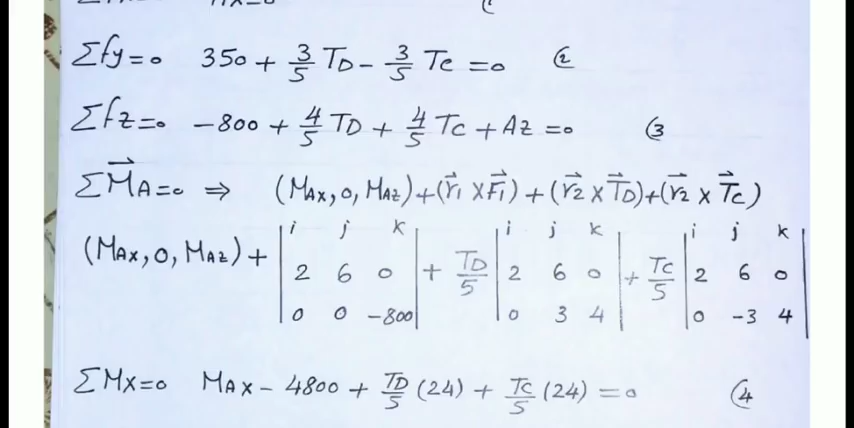 Σfy=0 350 + 3/5 TD - 3/5 Tc = 0 (2
Σfz=0 -800 + 4/5 TD + 4/5 Tc + Az = 0 (3
ΣM⃗A=0 ⇒ (MAx, 0, MAz) + (r⃗1 × F⃗1) + (r⃗2 × T⃗D) + (r⃗2 × T⃗c)
(MAx, 0, MAz) + | i j k | + TD/5 | i j k | + Tc/5 | i j k |
| 2 6 0 | | 2 6 0 | | 2 6 0 |
| 0 0 -800 | | 0 3 4 | | 0 -3 4 |
ΣMx=0 MAx - 4800 + TD/5 (24) + Tc/5 (24) = 0 (4